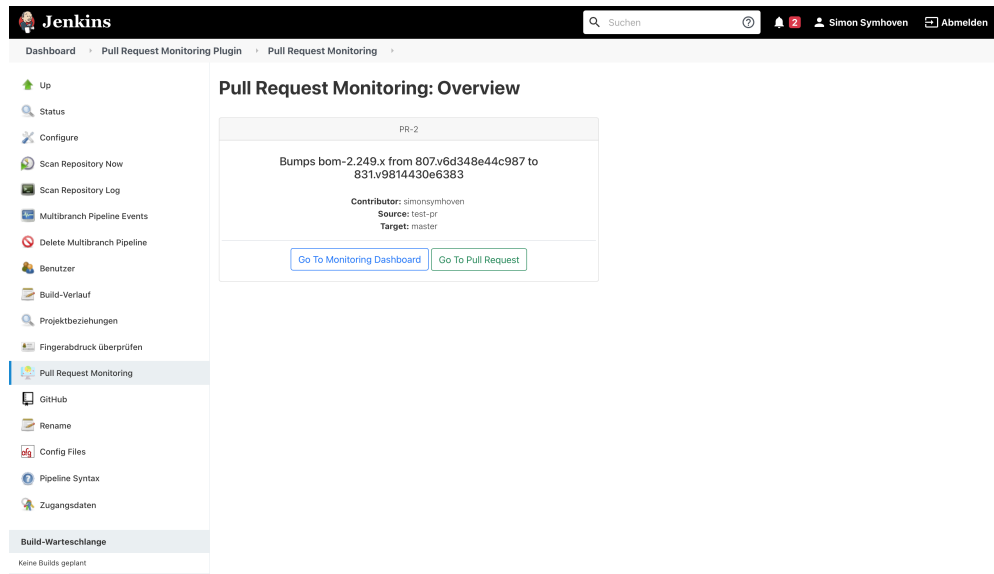 Jenkins
Suchen
2
Simon Symhoven
Abmelden
Dashboard
Pull Request Monitoring Plugin
Pull Request Monitoring
Up
Status
Configure
Scan Repository Now
Scan Repository Log
Multibranch Pipeline Events
Delete Multibranch Pipeline
Benutzer
Build-Verlauf
Projektbeziehungen
Fingerabdruck überprüfen
Pull Request Monitoring
GitHub
Rename
cfg Config Files
Pipeline Syntax
Zugangsdaten
Build-Warteschlange
Keine Builds geplant
Pull Request Monitoring: Overview
PR-2
Bumps bom-2.249.x from 807.v6d348e44c987 to
831.v9814430e6383
Contributor: simonsymhoven
Source: test-pr
Target: master
Go To Monitoring Dashboard
Go To Pull Request